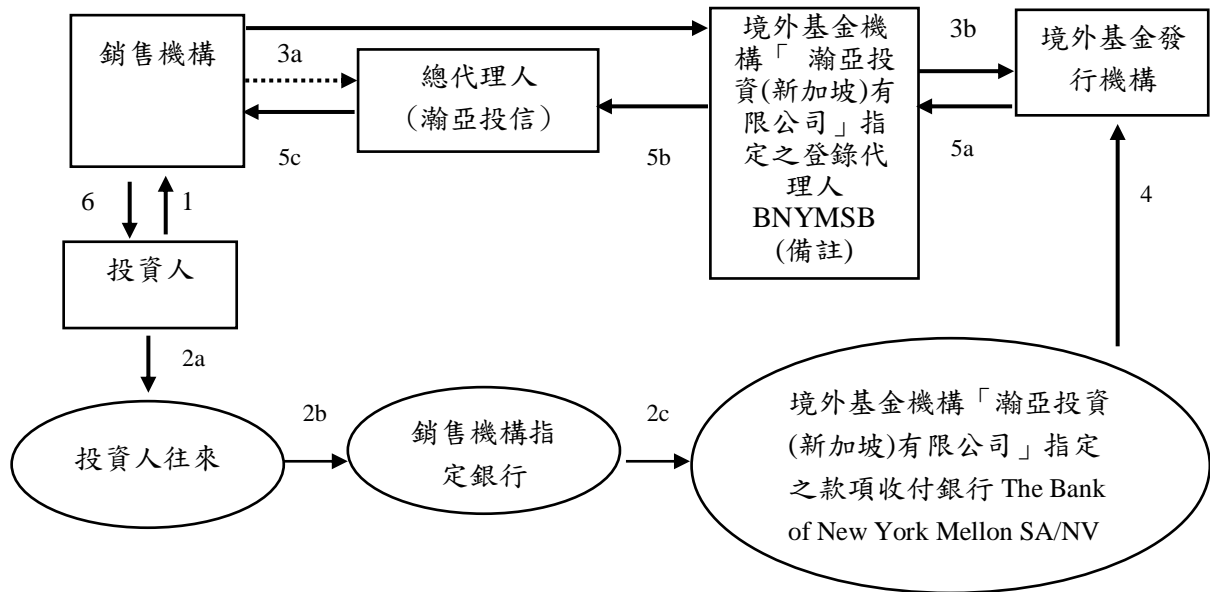 銷售機構
3a
總代理人
（瀚亞投信）
5c
5b
境外基金機
構「 瀚亞投
資(新加坡)有
限公司」指
定之登錄代
理人
BNYMSB
(備註)
3b
5a
境外基金發
行機構
4
6
1
投資人
2a
投資人往來
2b
銷售機構指
定銀行
2c
境外基金機構「瀚亞投資
(新加坡)有限公司」指定
之款項收付銀行 The Bank
of New York Mellon SA/NV